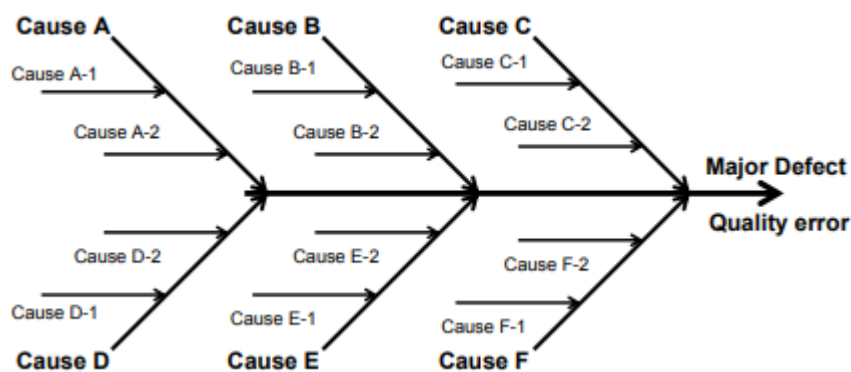 Cause A
Cause B
Cause C
Cause A-1
Cause B-1
Cause C-1
Cause A-2
Cause B-2
Cause C-2
Major Defect
Quality error
Cause D-2
Cause E-2
Cause F-2
Cause D-1
Cause E-1
Cause F-1
Cause D
Cause E
Cause F